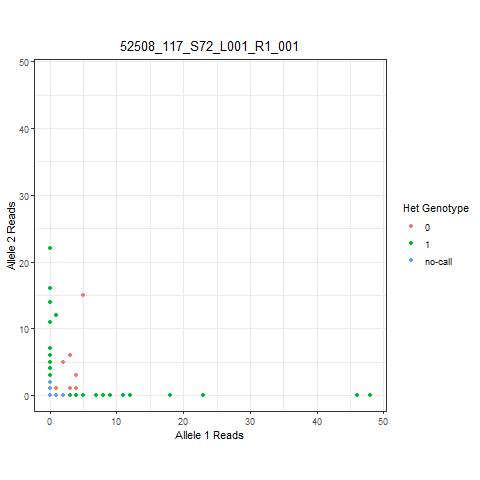 52508_117_S72_L001_R1_001
50
40
30
20
10
0
Allele 2 Reads
0 10 20 30 40 50
Allele 1 Reads
Het Genotype
0
1
no-call